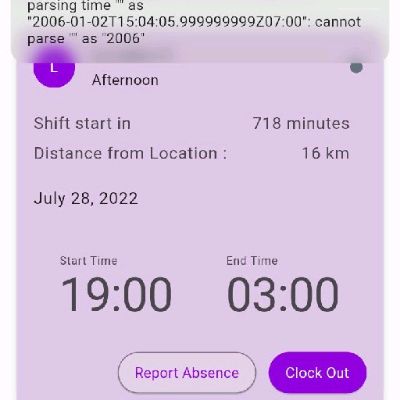 parsing time "" as
"2006-01-02T15:04:05.999999999Z07:00": cannot
parse "" as "2006"
L
Afternoon
Shift start in 718 minutes
Distance from Location : 16 km
July 28, 2022
Start Time End Time
19:00 03:00
Report Absence Clock Out